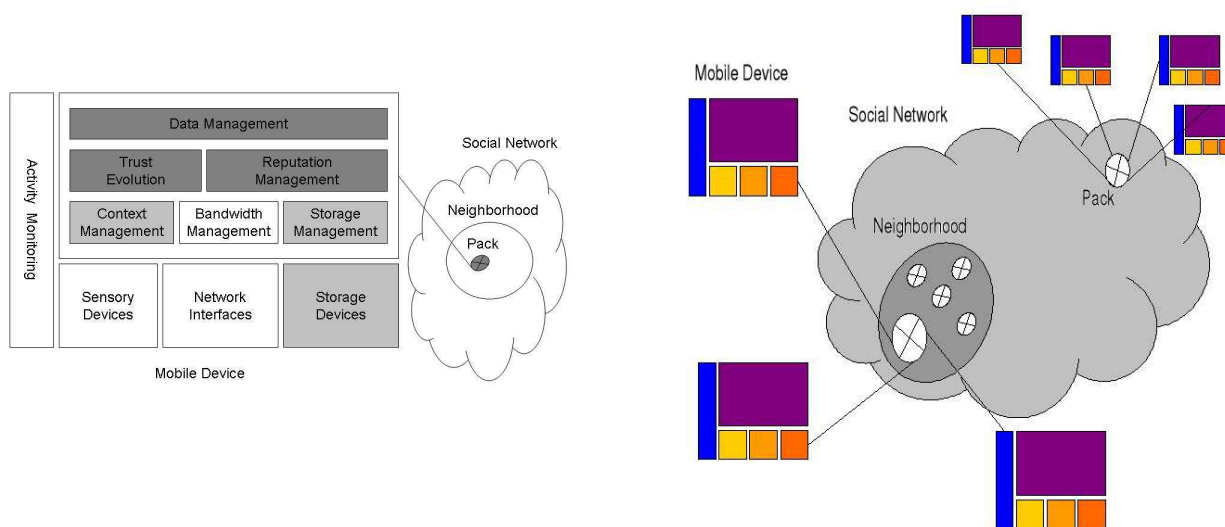 Data Management
Trust
Evolution
Reputation
Management
Context
Management
Bandwidth
Management
Storage
Management
Activity Monitoring
Sensory
Devices
Network
Interfaces
Storage
Devices
Mobile Device
Social Network
Neighborhood
Pack
Mobile Device
Social Network
Pack
Neighborhood